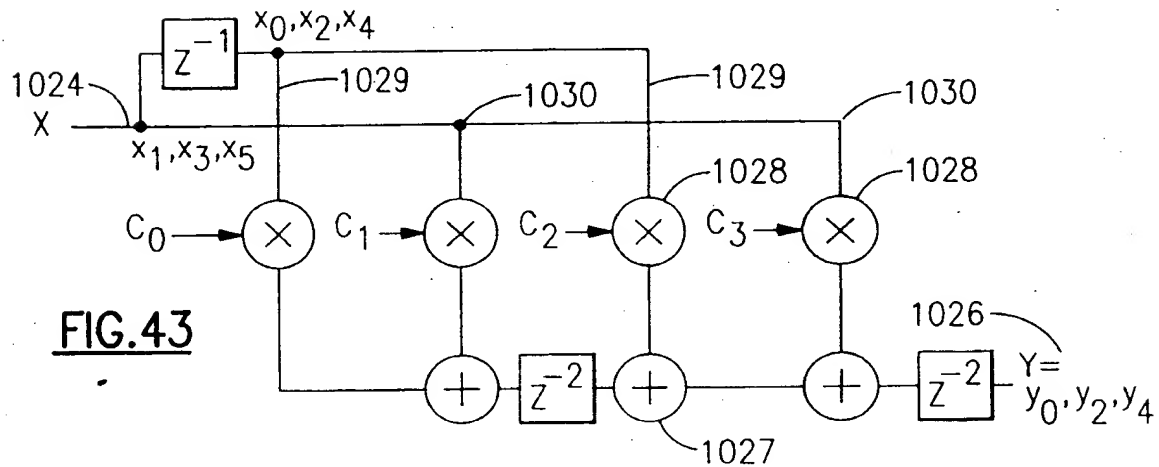 x0,x2,x4
z-1
1029
1029
1024
1030
1030
X
x1,x3,x5
1028
1028
C0
×
C1
×
C2
×
C3
×
FIG.43
1026
+
z-2
+
+
z-2
Y=
y0,y2,y4
1027